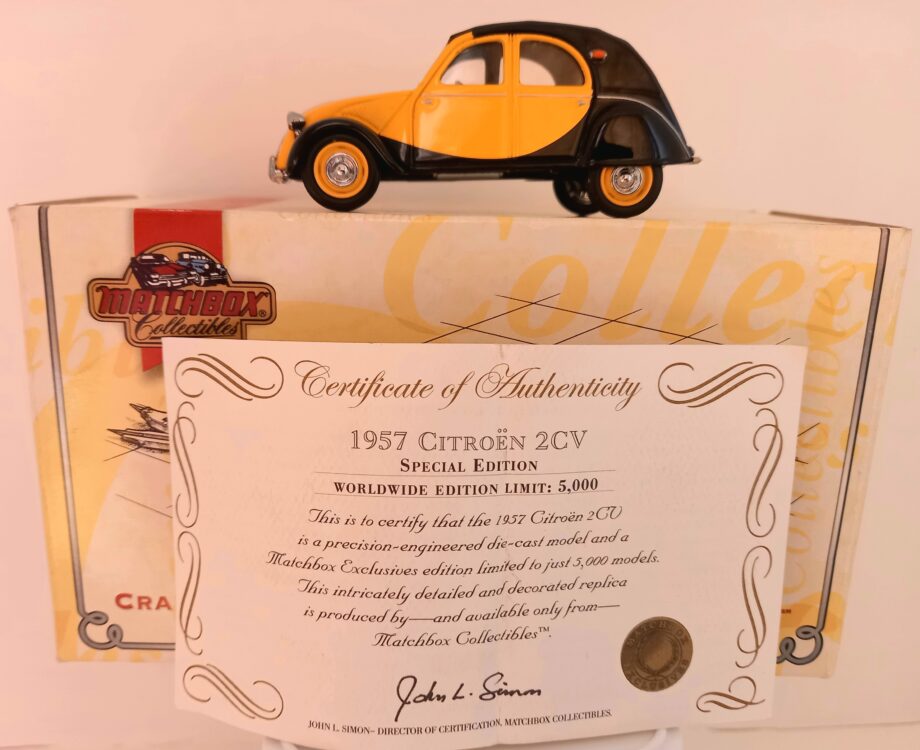 Collec
MATCHBOX®
Collectibles
Certificate of Authenticity
1957 CITROËN 2CV
SPECIAL EDITION
WORLDWIDE EDITION LIMIT: 5,000
This is to certify that the 1957 Citroën 2CV
is a precision-engineered die-cast model and a
Matchbox Exclusives edition limited to just 5,000 models.
This intricately detailed and decorated replica
is produced by—and available only from—
Matchbox Collectibles™.
CRA
John L. Simon
JOHN L. SIMON– DIRECTOR OF CERTIFICATION, MATCHBOX COLLECTIBLES.